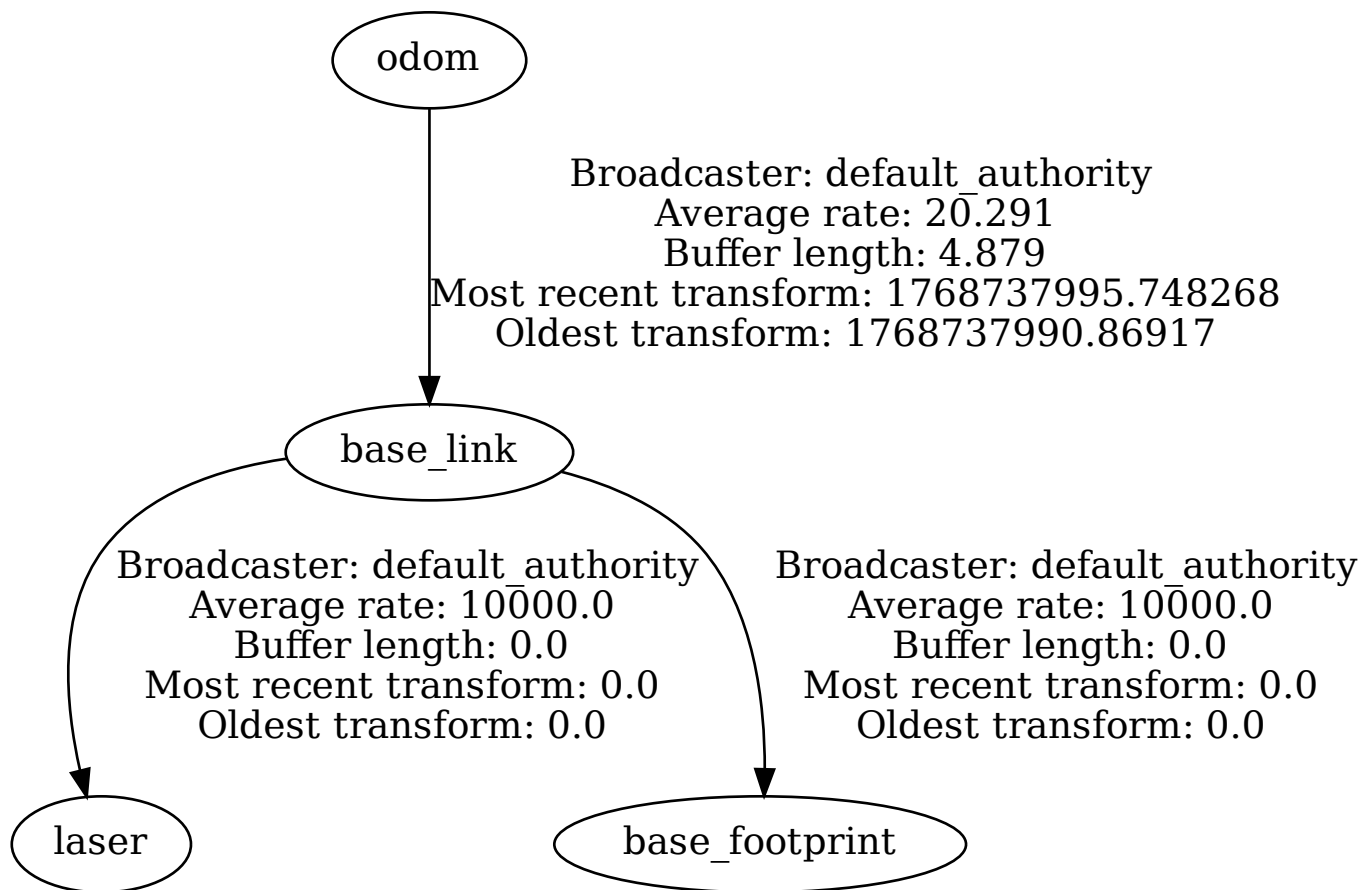 odom
Broadcaster: default_authority
Average rate: 20.291
Buffer length: 4.879
Most recent transform: 1768737995.748268
Oldest transform: 1768737990.86917
base_link
Broadcaster: default_authority
Average rate: 10000.0
Buffer length: 0.0
Most recent transform: 0.0
Oldest transform: 0.0
Broadcaster: default_authority
Average rate: 10000.0
Buffer length: 0.0
Most recent transform: 0.0
Oldest transform: 0.0
laser
base_footprint